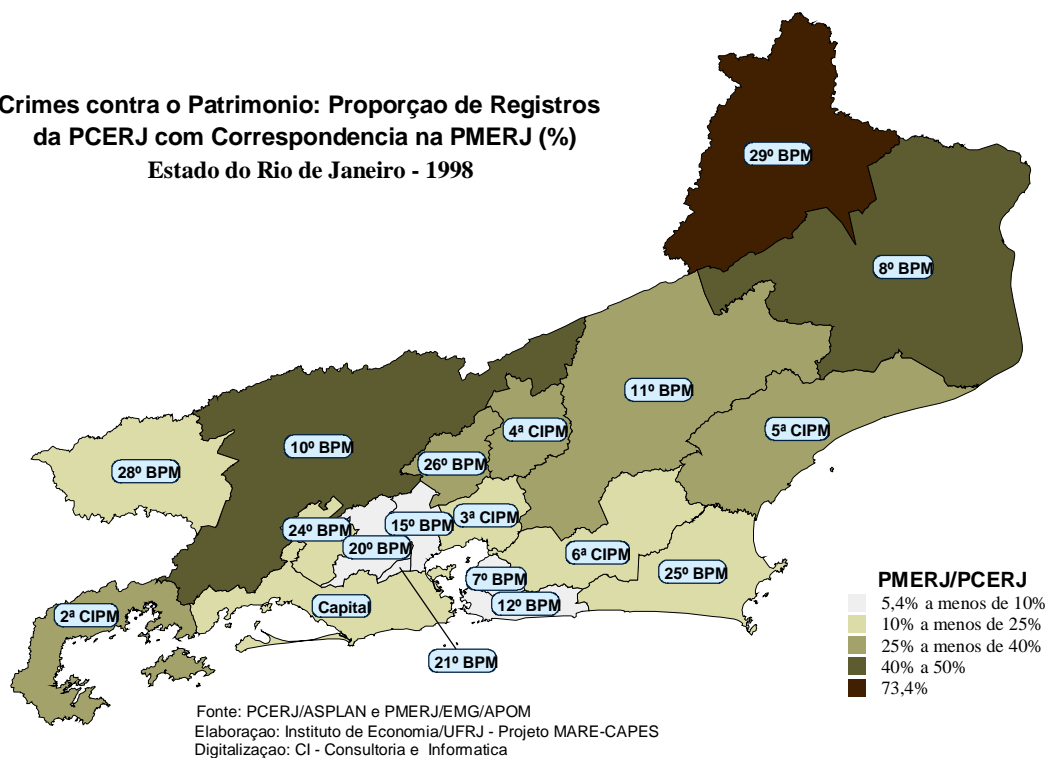 Crimes contra o Patrimonio: Proporçao de Registros
da PCERJ com Correspondencia na PMERJ (%)
Estado do Rio de Janeiro - 1998
29º BPM
8º BPM
11º BPM
4ª CIPM
5ª CIPM
10º BPM
26º BPM
28º BPM
24º BPM
15º BPM
3ª CIPM
20º BPM
6ª CIPM
7º BPM
25º BPM
12º BPM
Capital
2ª CIPM
21º BPM
PMERJ/PCERJ
5,4% a menos de 10%
10% a menos de 25%
25% a menos de 40%
40% a 50%
73,4%
Fonte: PCERJ/ASPLAN e PMERJ/EMG/APOM
Elaboraçao: Instituto de Economia/UFRJ - Projeto MARE-CAPES
Digitalizaçao: CI - Consultoria e Informatica